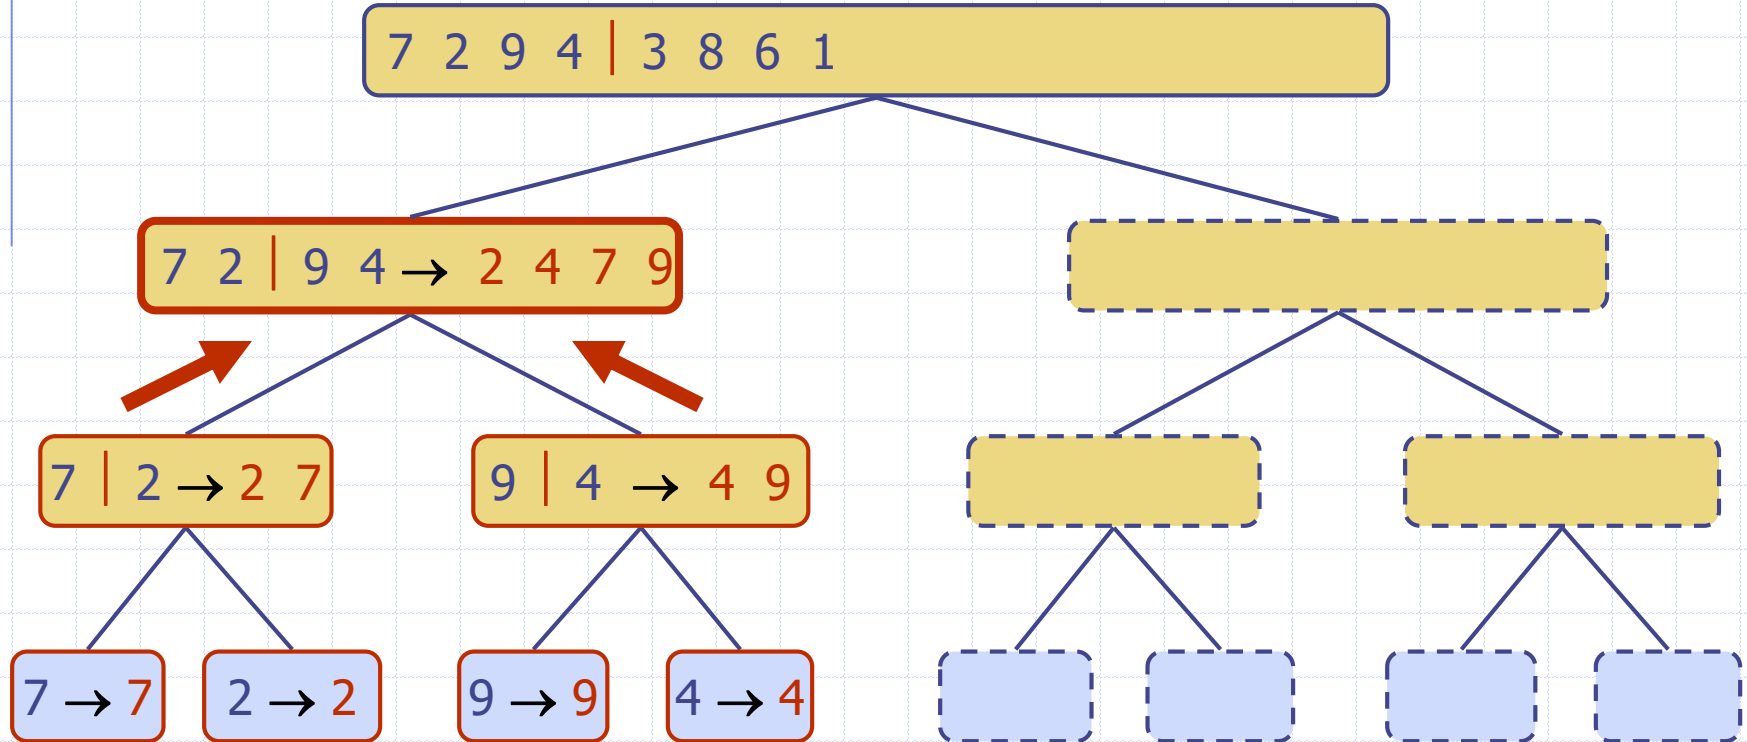 7 2 9 4 | 3 8 6 1
7 2 | 9 4 → 2 4 7 9
7 | 2 → 2 7
9 | 4 → 4 9
7 → 7
2 → 2
9 → 9
4 → 4